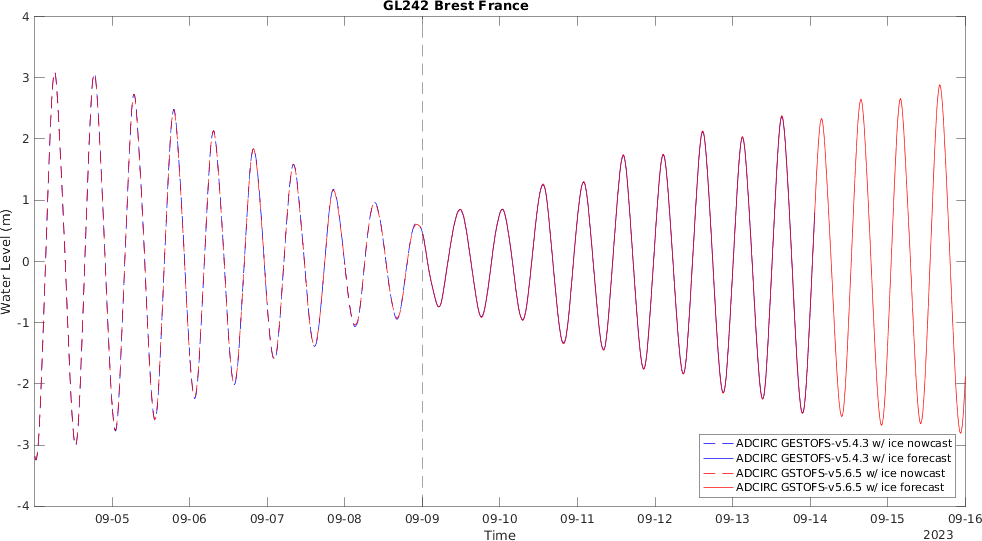 GL242 Brest France
4
3
2
1
0
-1
-2
-3
-4
Water Level (m)
09-05 09-06 09-07 09-08 09-09 09-10 09-11 09-12 09-13 09-14 09-15 09-16
Time
2023
ADCIRC GESTOFS-v5.4.3 w/ ice nowcast
ADCIRC GESTOFS-v5.4.3 w/ ice forecast
ADCIRC GSTOFS-v5.6.5 w/ ice nowcast
ADCIRC GSTOFS-v5.6.5 w/ ice forecast